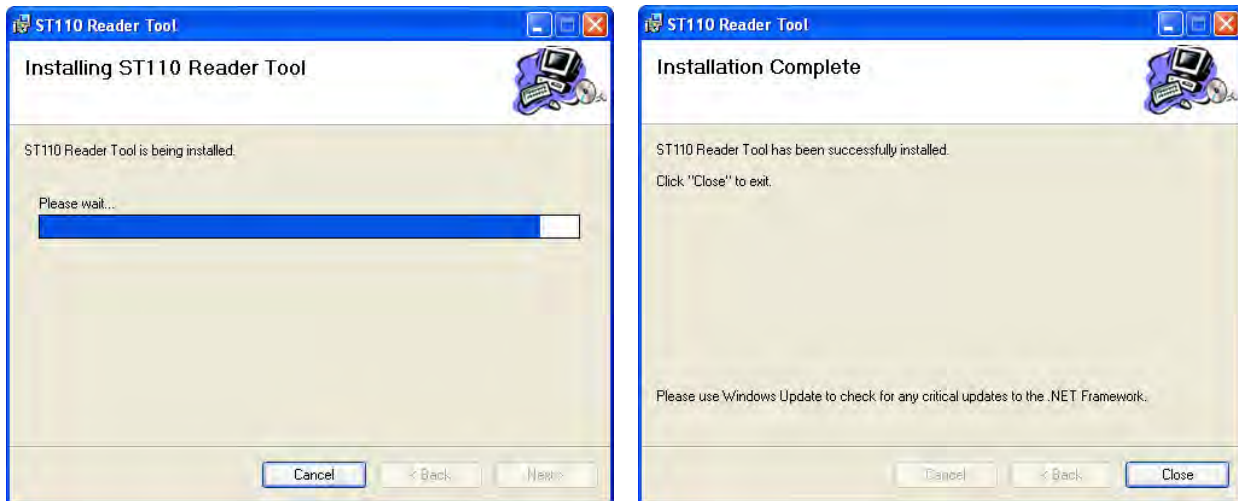 ST110 Reader Tool
Installing ST110 Reader Tool
ST110 Reader Tool is being installed.
Please wait...
Cancel
< Back
Next >
ST110 Reader Tool
Installation Complete
ST110 Reader Tool has been successfully installed.
Click "Close" to exit.
Please use Windows Update to check for any critical updates to the .NET Framework.
Cancel
< Back
Close